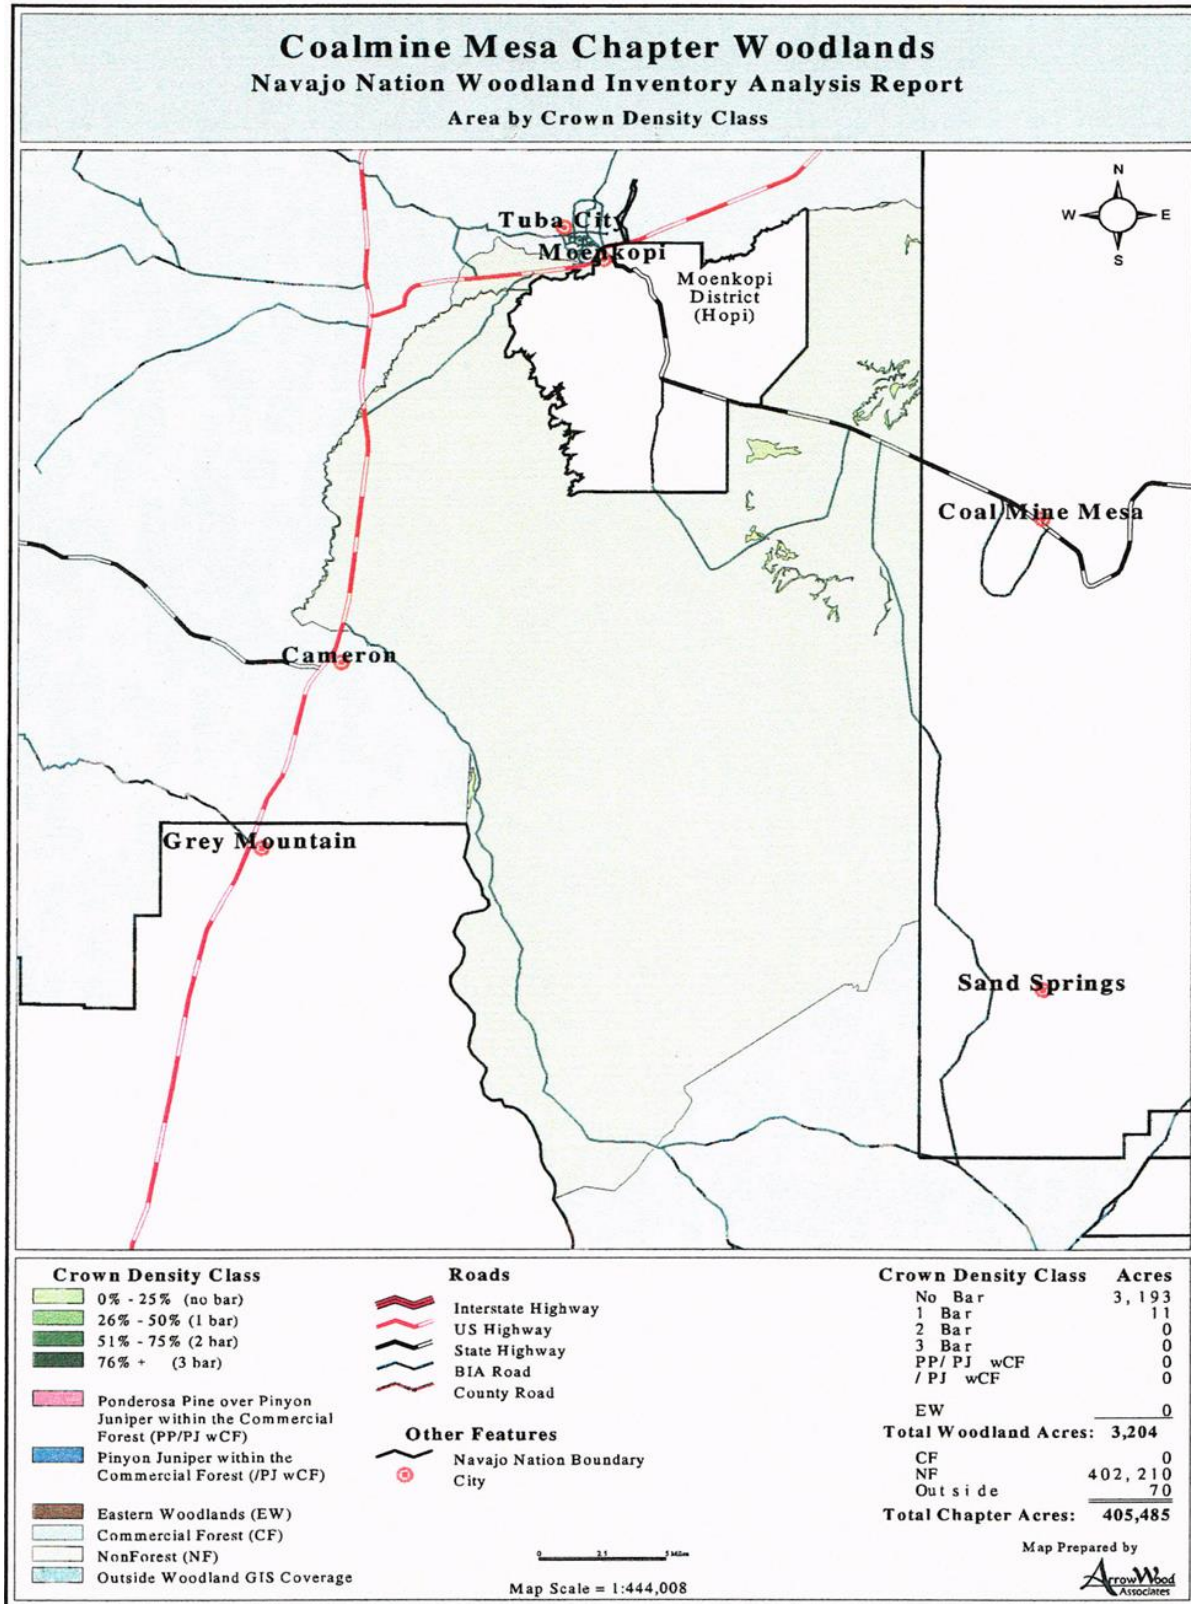 Coalmine Mesa Chapter Woodlands
Navajo Nation Woodland Inventory Analysis Report
Area by Crown Density Class
N
W E
S
Tuba City
Moenkopi
Moenkopi
District
(Hopi)
Coal Mine Mesa
Cameron
Grey Mountain
Sand Springs
Crown Density Class
0% - 25% (no bar)
26% - 50% (1 bar)
51% - 75% (2 bar)
76% + (3 bar)
Ponderosa Pine over Pinyon
Juniper within the Commercial
Forest (PP/PJ wCF)
Pinyon Juniper within the
Commercial Forest (/PJ wCF)
Eastern Woodlands (EW)
Commercial Forest (CF)
NonForest (NF)
Outside Woodland GIS Coverage
Roads
Interstate Highway
US Highway
State Highway
BIA Road
County Road
Other Features
Navajo Nation Boundary
City
0 2.5 5 Miles
Map Scale = 1:444,008
Crown Density Class Acres
No Bar 3,193
1 Bar 11
2 Bar 0
3 Bar 0
PP/PJ wCF 0
/PJ wCF 0
EW 0
Total Woodland Acres: 3,204
CF 0
NF 402,210
Outside 70
Total Chapter Acres: 405,485
Map Prepared by
ArrowWood
Associates